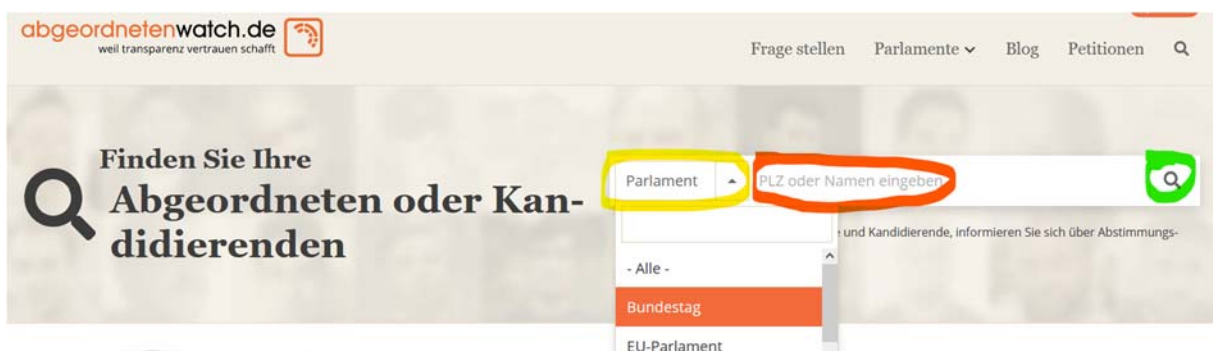 abgeordnetenwatch.de
weil transparenz vertrauen schafft
Frage stellen Parlamente Blog Petitionen
Finden Sie Ihre
Abgeordneten oder Kan-
didierenden
Parlament PLZ oder Namen eingeben
und Kandidierende, informieren Sie sich über Abstimmungs-
- Alle -
Bundestag
EU-Parlament